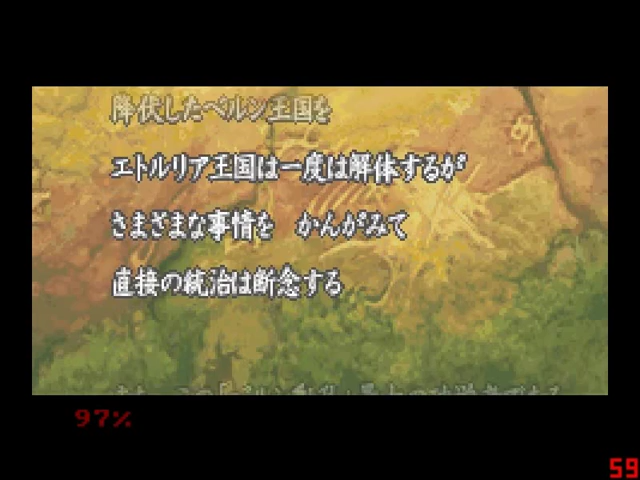 降伏したベルン王国を
エトルリア王国は一度は解体するが
さまざまな事情を　かんがみて
直接の統治は断念する
97%
59